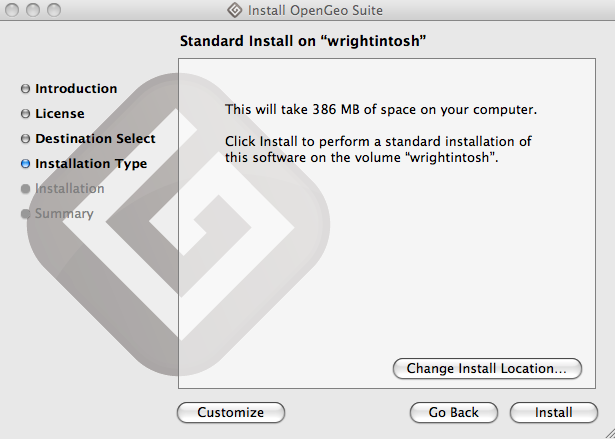 Install OpenGeo Suite
Standard Install on “wrightintosh”
Introduction
License
Destination Select
Installation Type
Installation
Summary
This will take 386 MB of space on your computer.
Click Install to perform a standard installation of
this software on the volume “wrightintosh”.
Change Install Location...
Customize
Go Back
Install